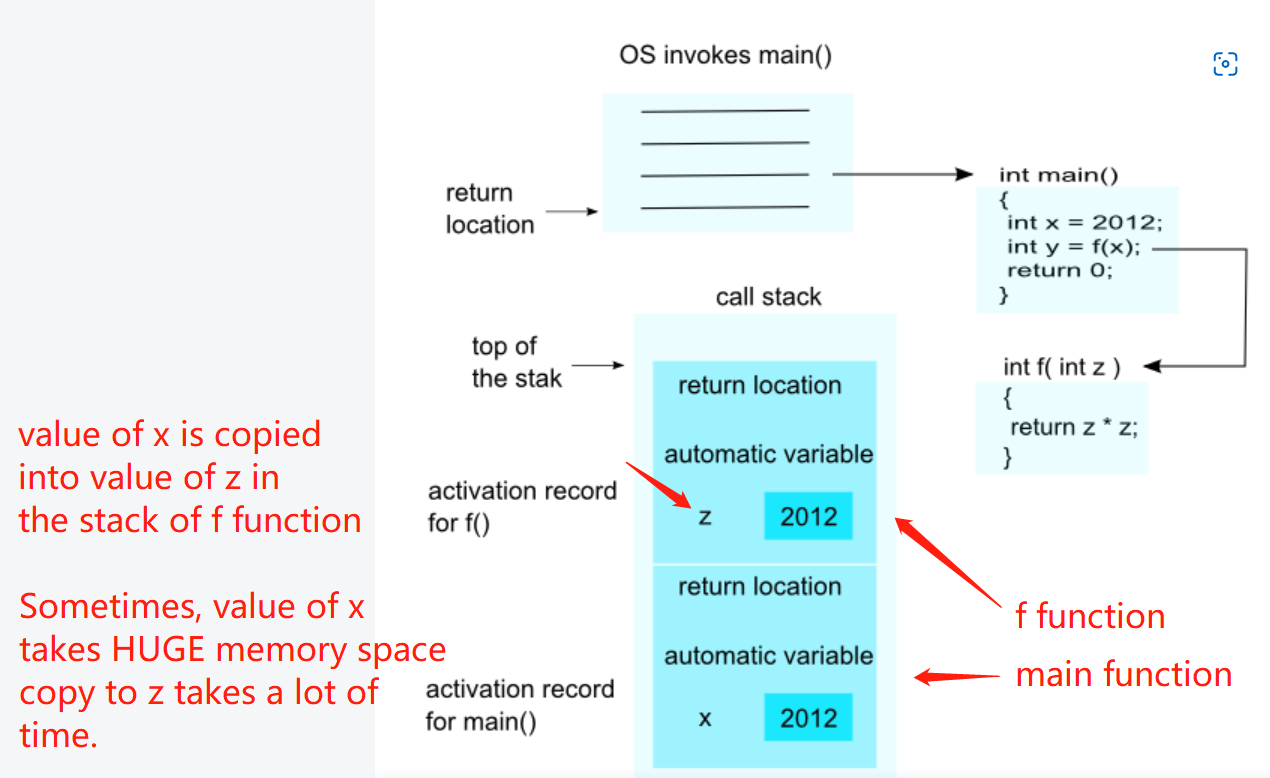 OS invokes main()
return
location
int main()
{
int x = 2012;
int y = f(x);
return 0;
}
call stack
top of
the stak
int f( int z )
{
return z * z;
}
return location
automatic variable
z 2012
activation record
for f()
return location
automatic variable
x 2012
activation record
for main()
value of x is copied
into value of z in
the stack of f function
Sometimes, value of x
takes HUGE memory space
copy to z takes a lot of
time.
f function
main function